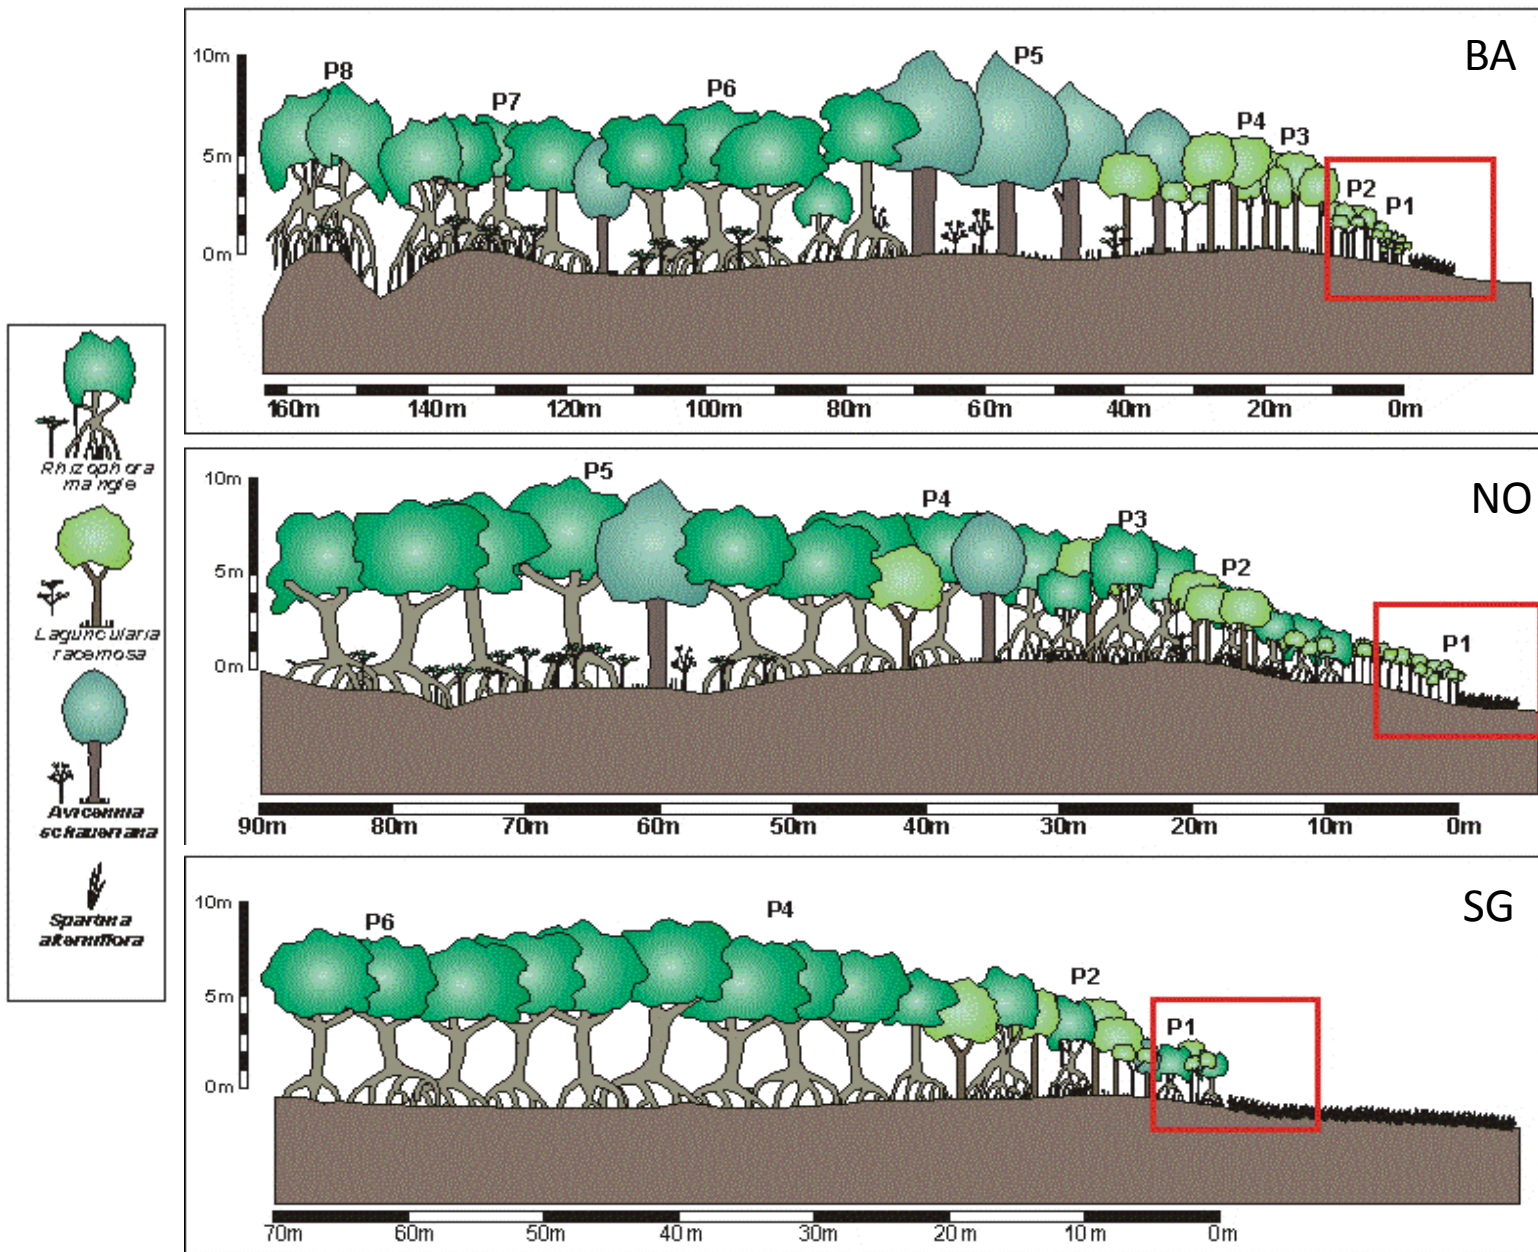 BA
10m
5m
0m
P8
P7
P6
P5
P4
P3
P2
P1
160m 140m 120m 100m 80m 60m 40m 20m 0m
Rhizophora
mangle
Laguncularia
racemosa
Avicennia
schaueriana
Spartina
alterniflora
NO
10m
5m
0m
P5
P4
P3
P2
P1
90m 80m 70m 60m 50m 40m 30m 20m 10m 0m
SG
10m
5m
0m
P6
P4
P2
P1
70m 60m 50m 40m 30m 20m 10m 0m